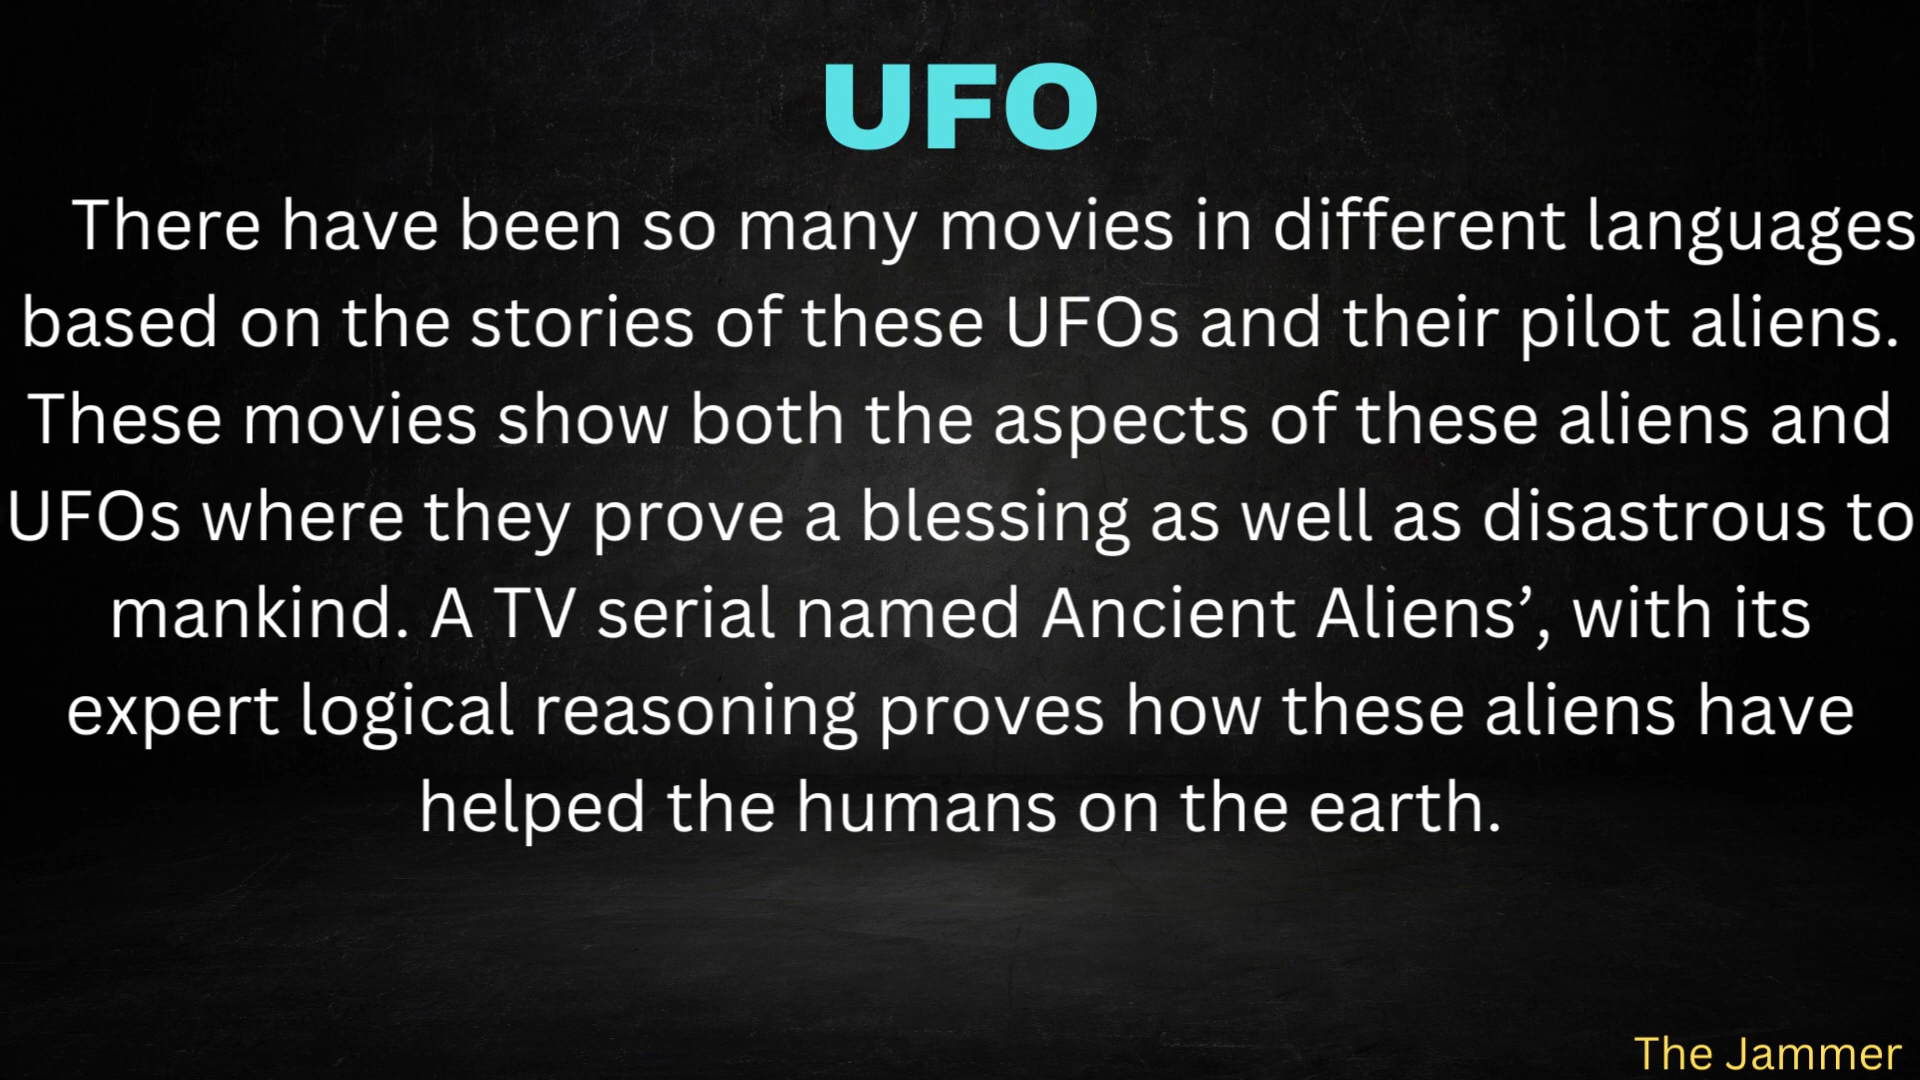 UFO
There have been so many movies in different languages
based on the stories of these UFOs and their pilot aliens.
These movies show both the aspects of these aliens and
UFOs where they prove a blessing as well as disastrous to
mankind. A TV serial named Ancient Aliens’, with its
expert logical reasoning proves how these aliens have
helped the humans on the earth.
The Jammer